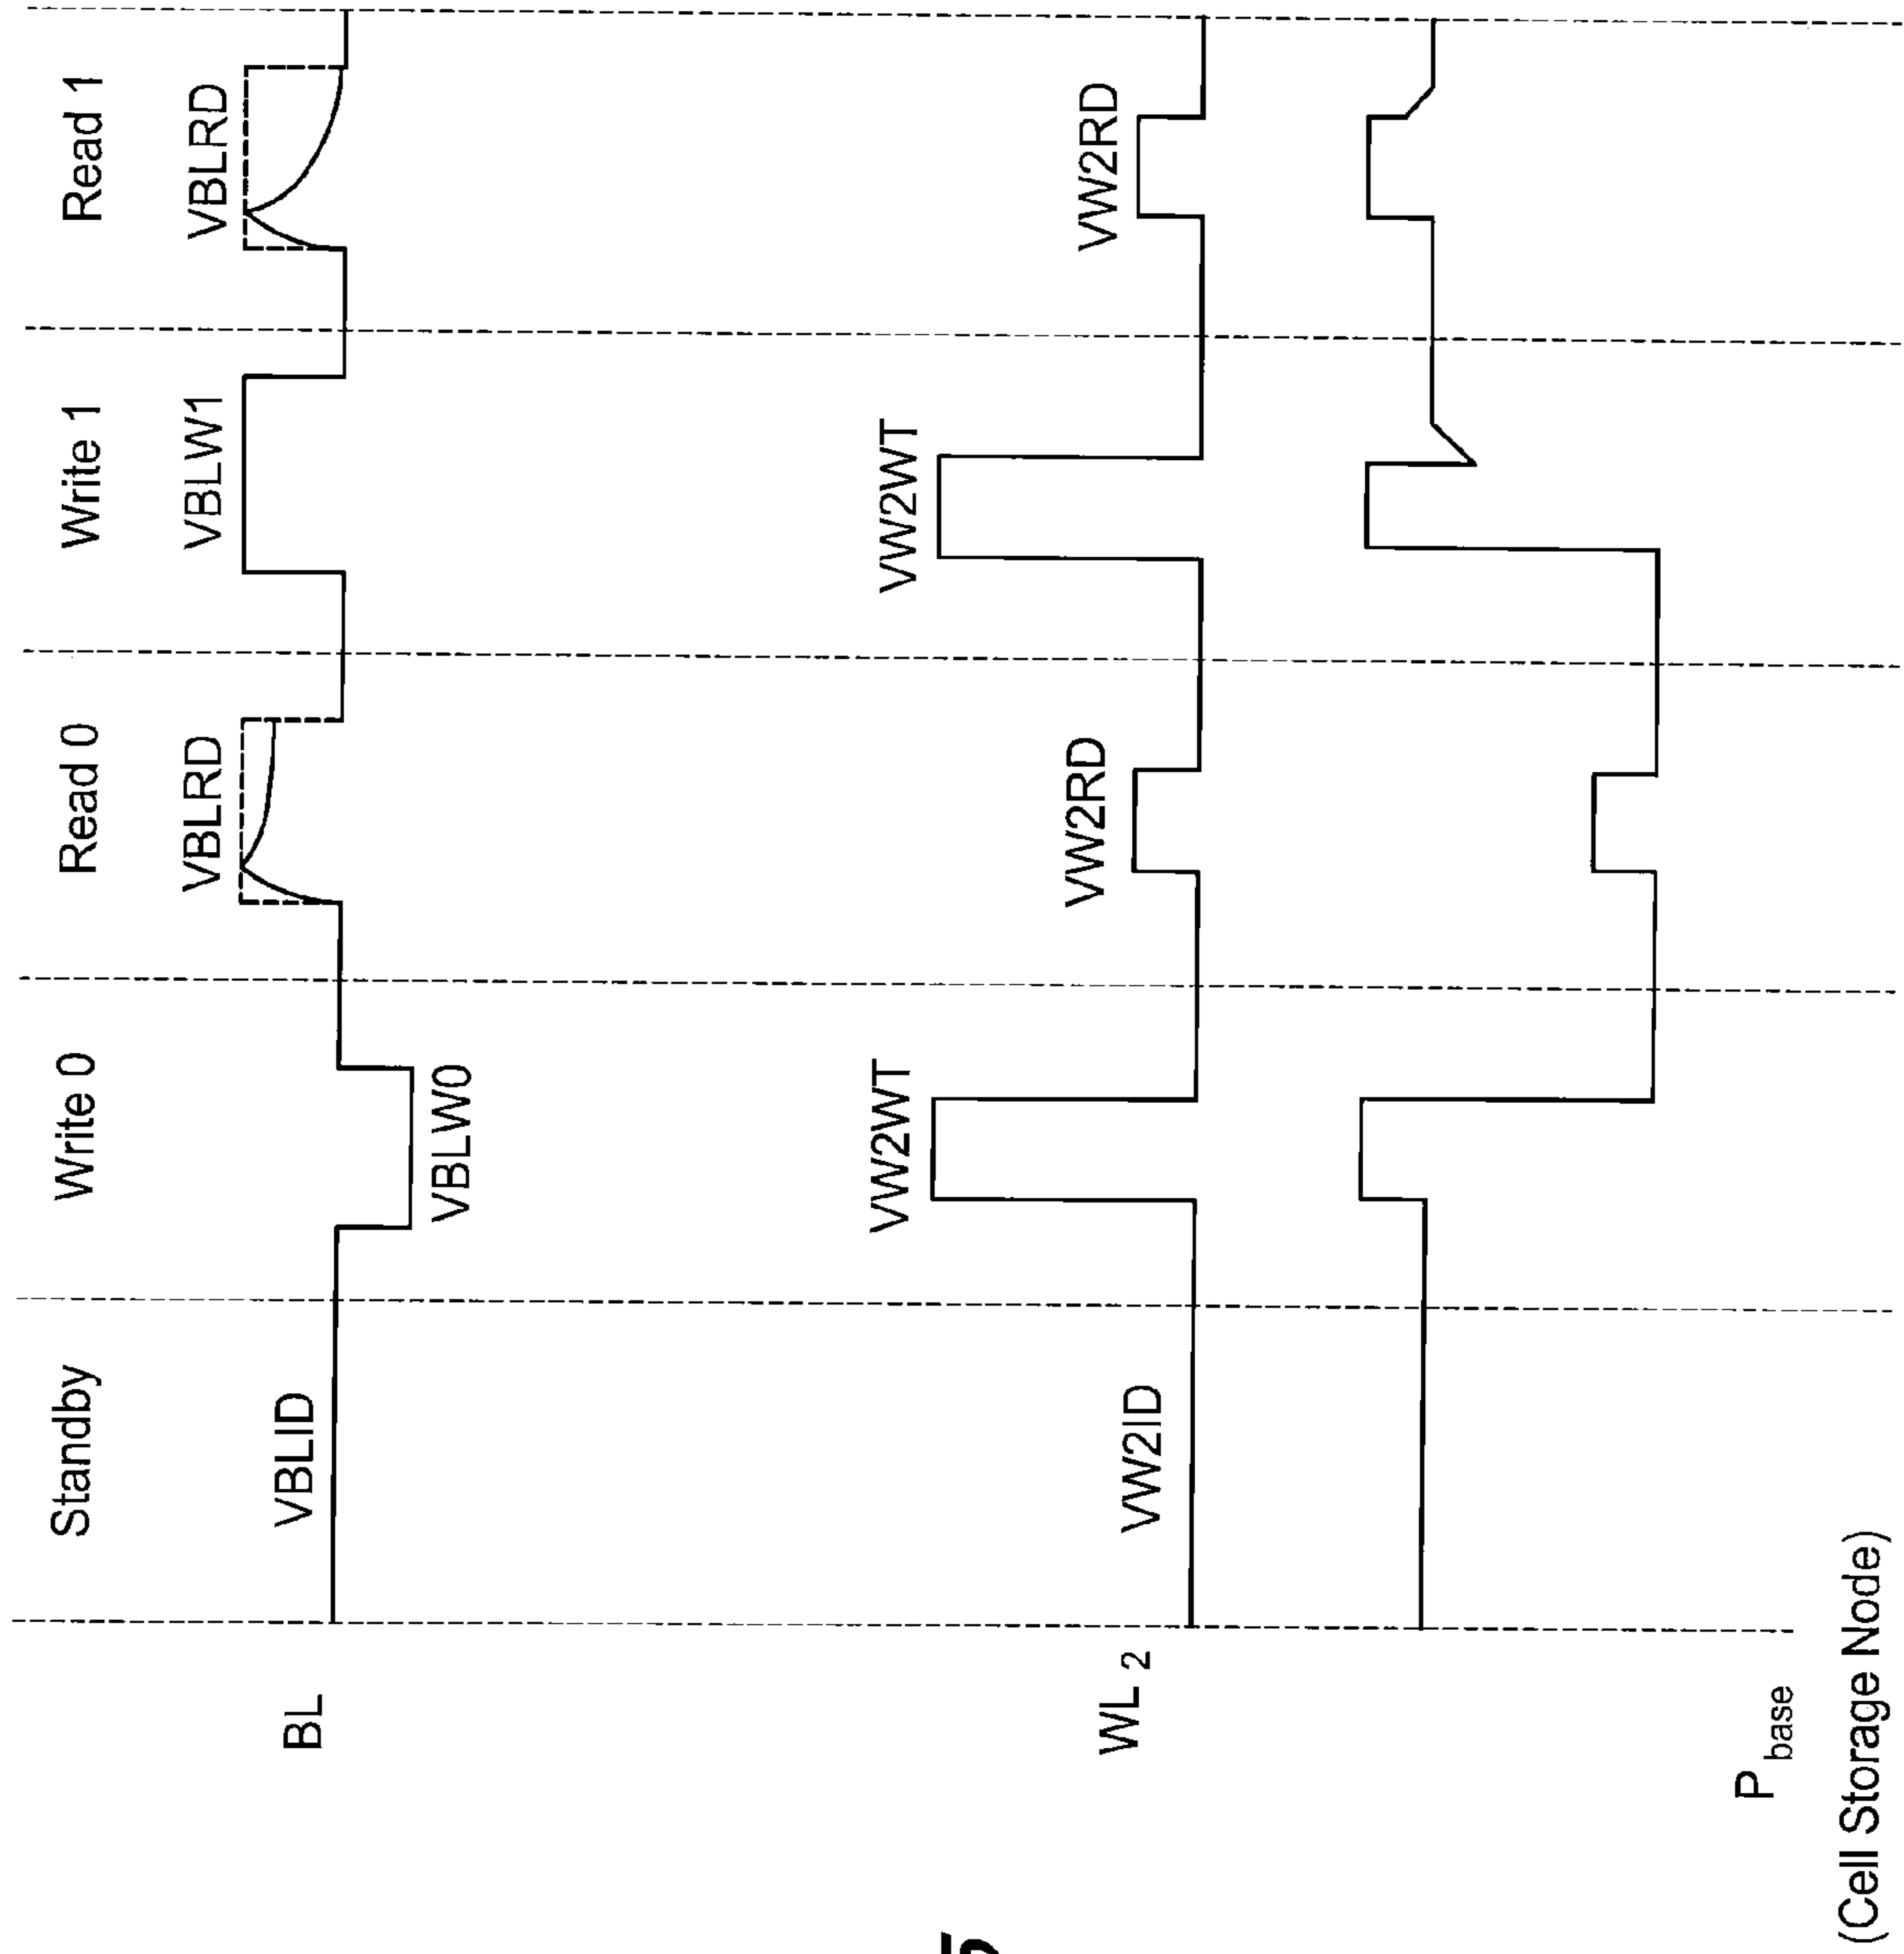 Standby Write 0 Read 0 Write 1 Read 1
VBLRD VBLW1 VBLRD
BL VBLID
VBLW0
VW2WT VW2WT
VW2RD VW2RD
WL 2 VW2ID
P base
(Cell Storage Node)
5